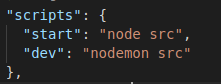 "scripts": {
"start": "node src",
"dev": "nodemon src"
},